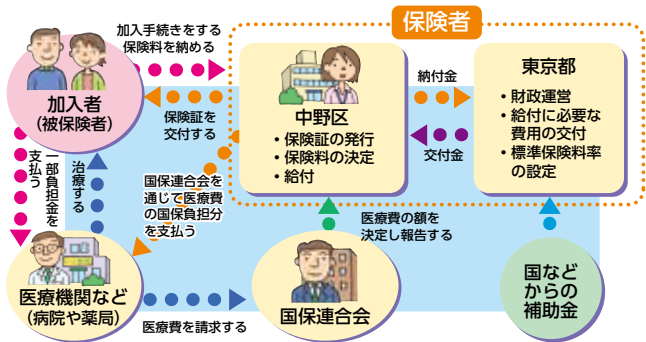 保険者
加入手続きをする
保険料を納める
加入者
(被保険者)
保険証を
交付する
中野区
・保険証の発行
・保険料の決定
・給付
納付金
交付金
東京都
・財政運営
・給付に必要な
費用の交付
・標準保険料率
の設定
一部負担金を
支払う
治療する
国保連合会を
通じて医療費
の国保負担分
を支払う
医療費の額を
決定し報告する
医療機関など
(病院や薬局)
医療費を請求する
国保連合会
国など
からの
補助金